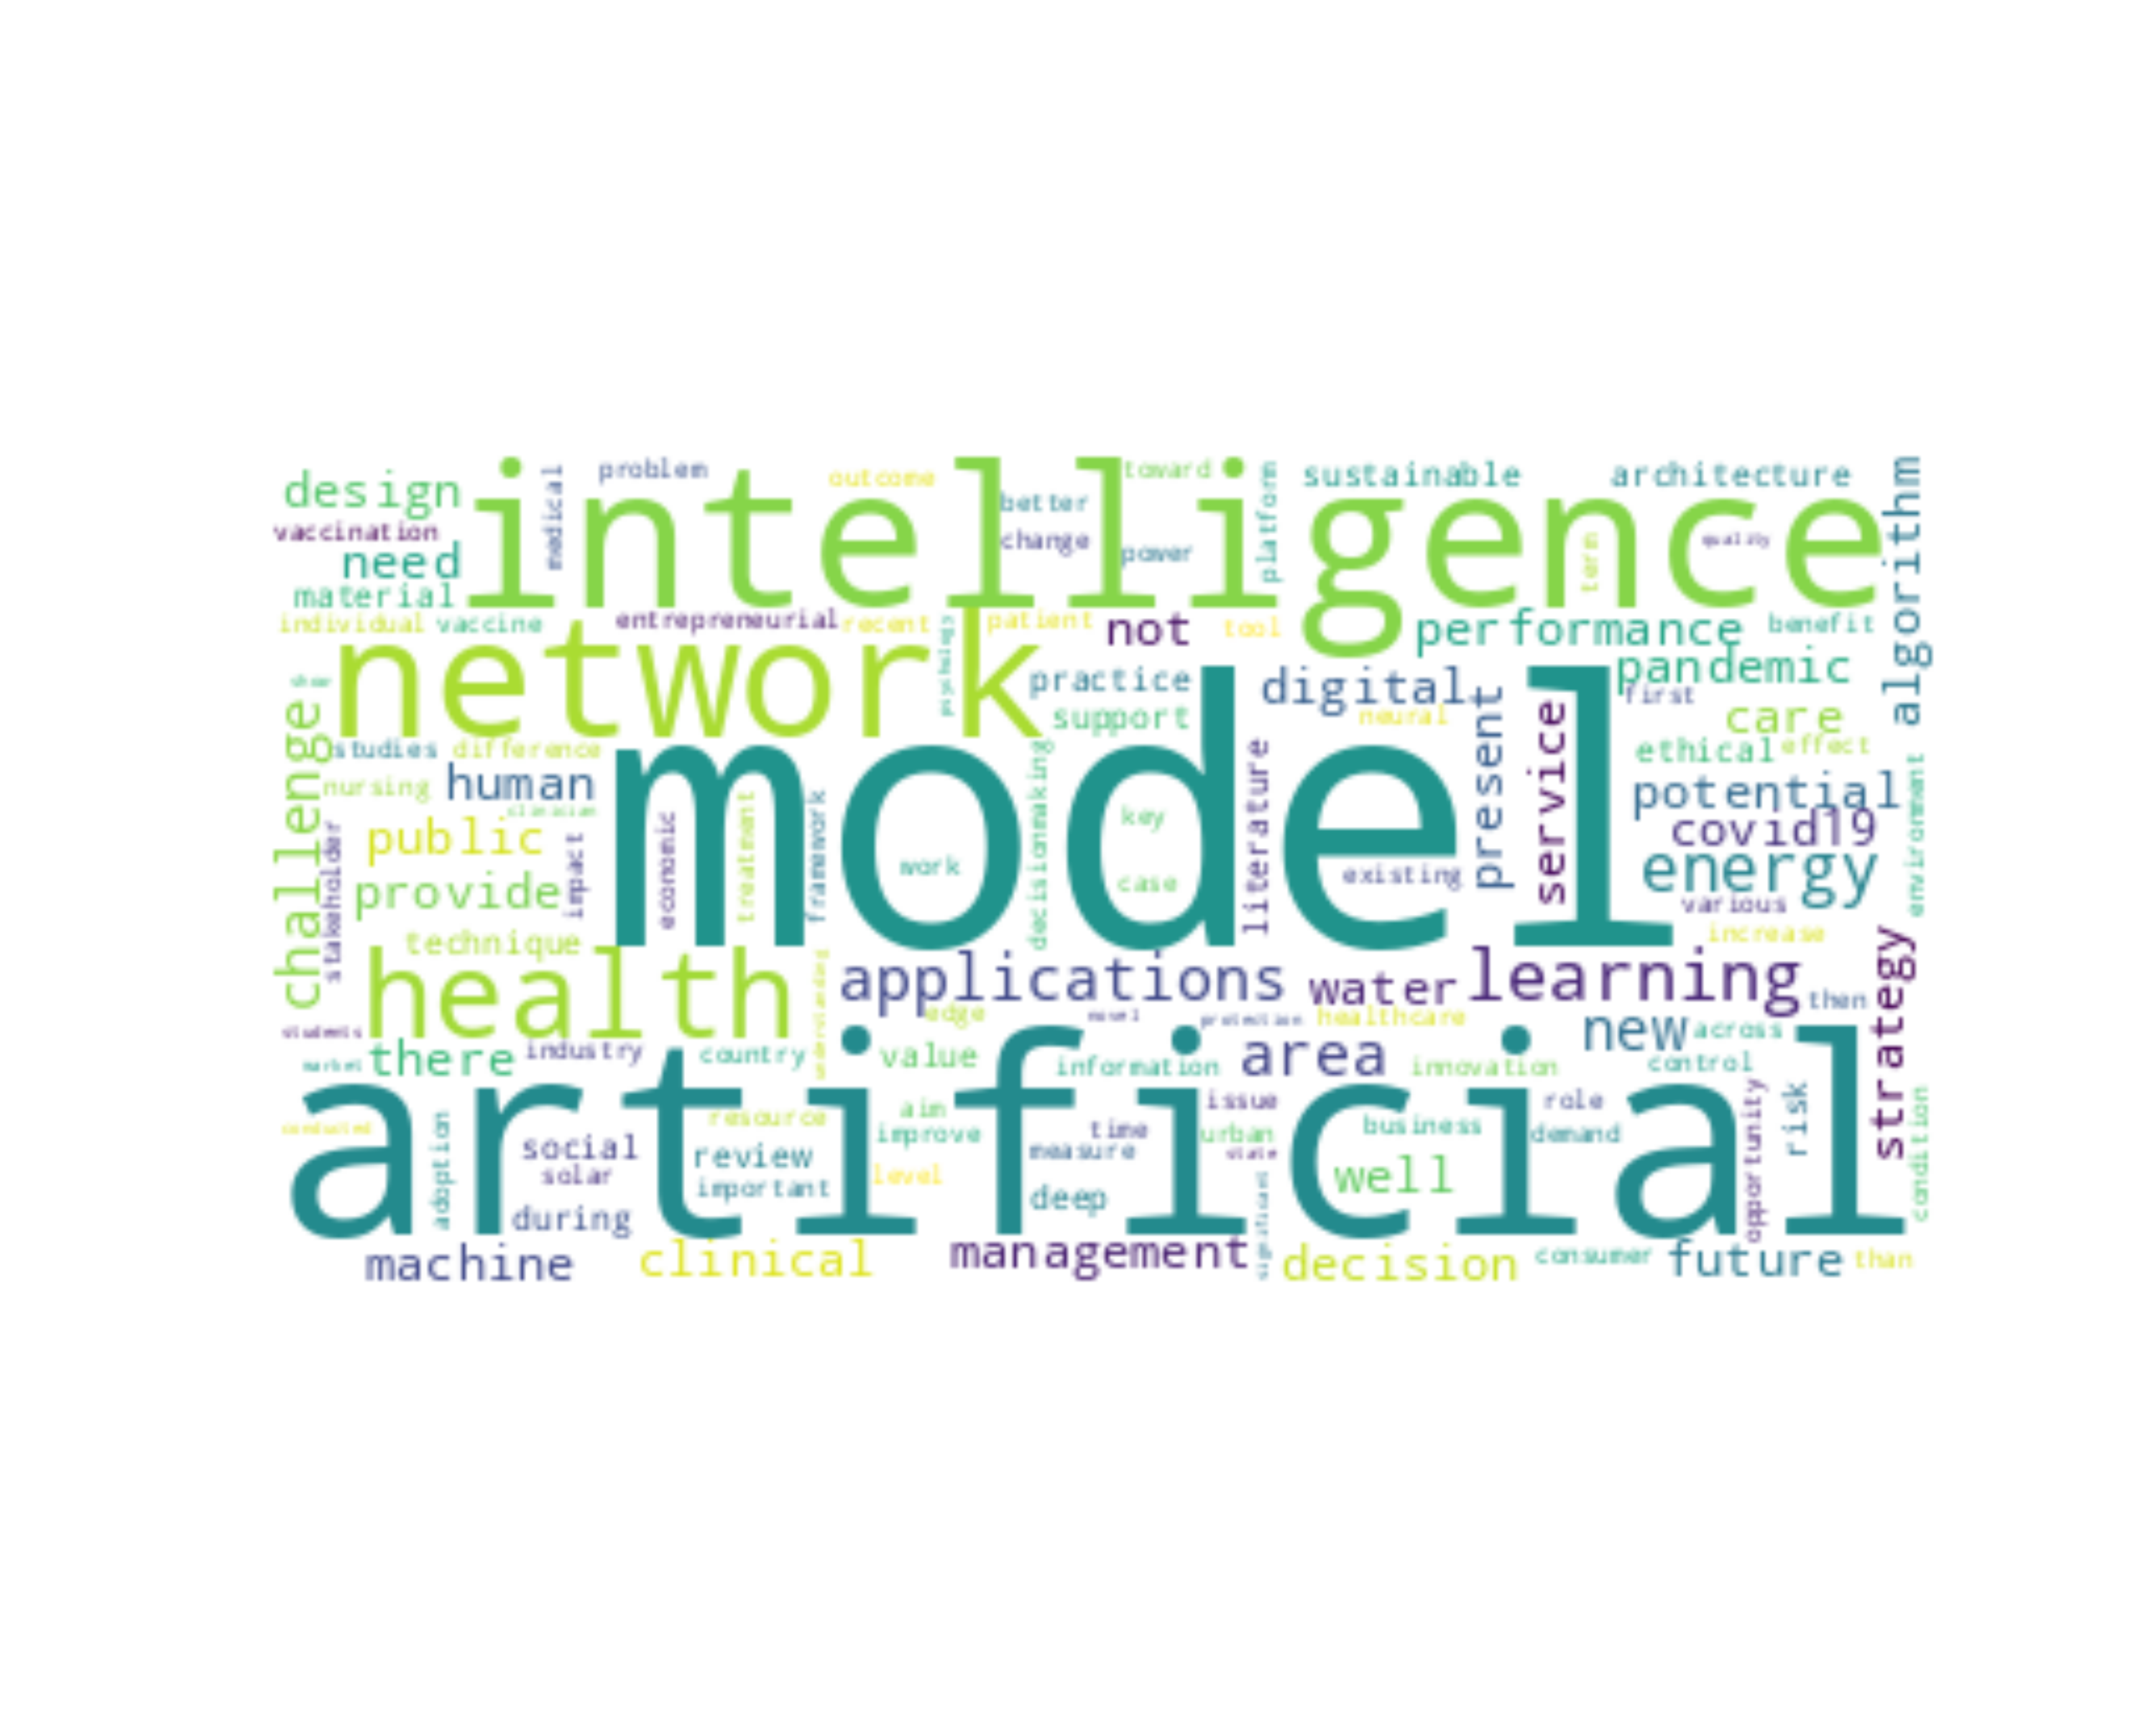 design
intelligence
medical
problem
outcome
better
toward
platform
sustainable
architecture
algorithm
vaccination
change
power
term
quality
need
material
individual
vaccine
entrepreneurial
recent
psychology
patient
not
tool
performance
benefit
network
pandemic
show
practice
digital
first
support
neural
present
service
care
challenge
studies
difference
model
decisionmaking
literature
ethical
effect
environment
nursing
human
clinician
potential
public
stakeholder
impact
economic
treatment
framework
key
covid19
work
case
existing
energy
provide
various
technique
increase
strategy
health
understanding
applications
water
learning
then
students
edge
novel
protection
healthcare
new
across
market
there
industry
country
value
information
area
innovation
control
artificial
conducted
adoption
resource
aim
improve
issue
role
opportunity
risk
condition
social
review
time
measure
urban
state
business
demand
solar
important
level
deep
significant
well
during
machine
clinical
management
decision
consumer
future
than